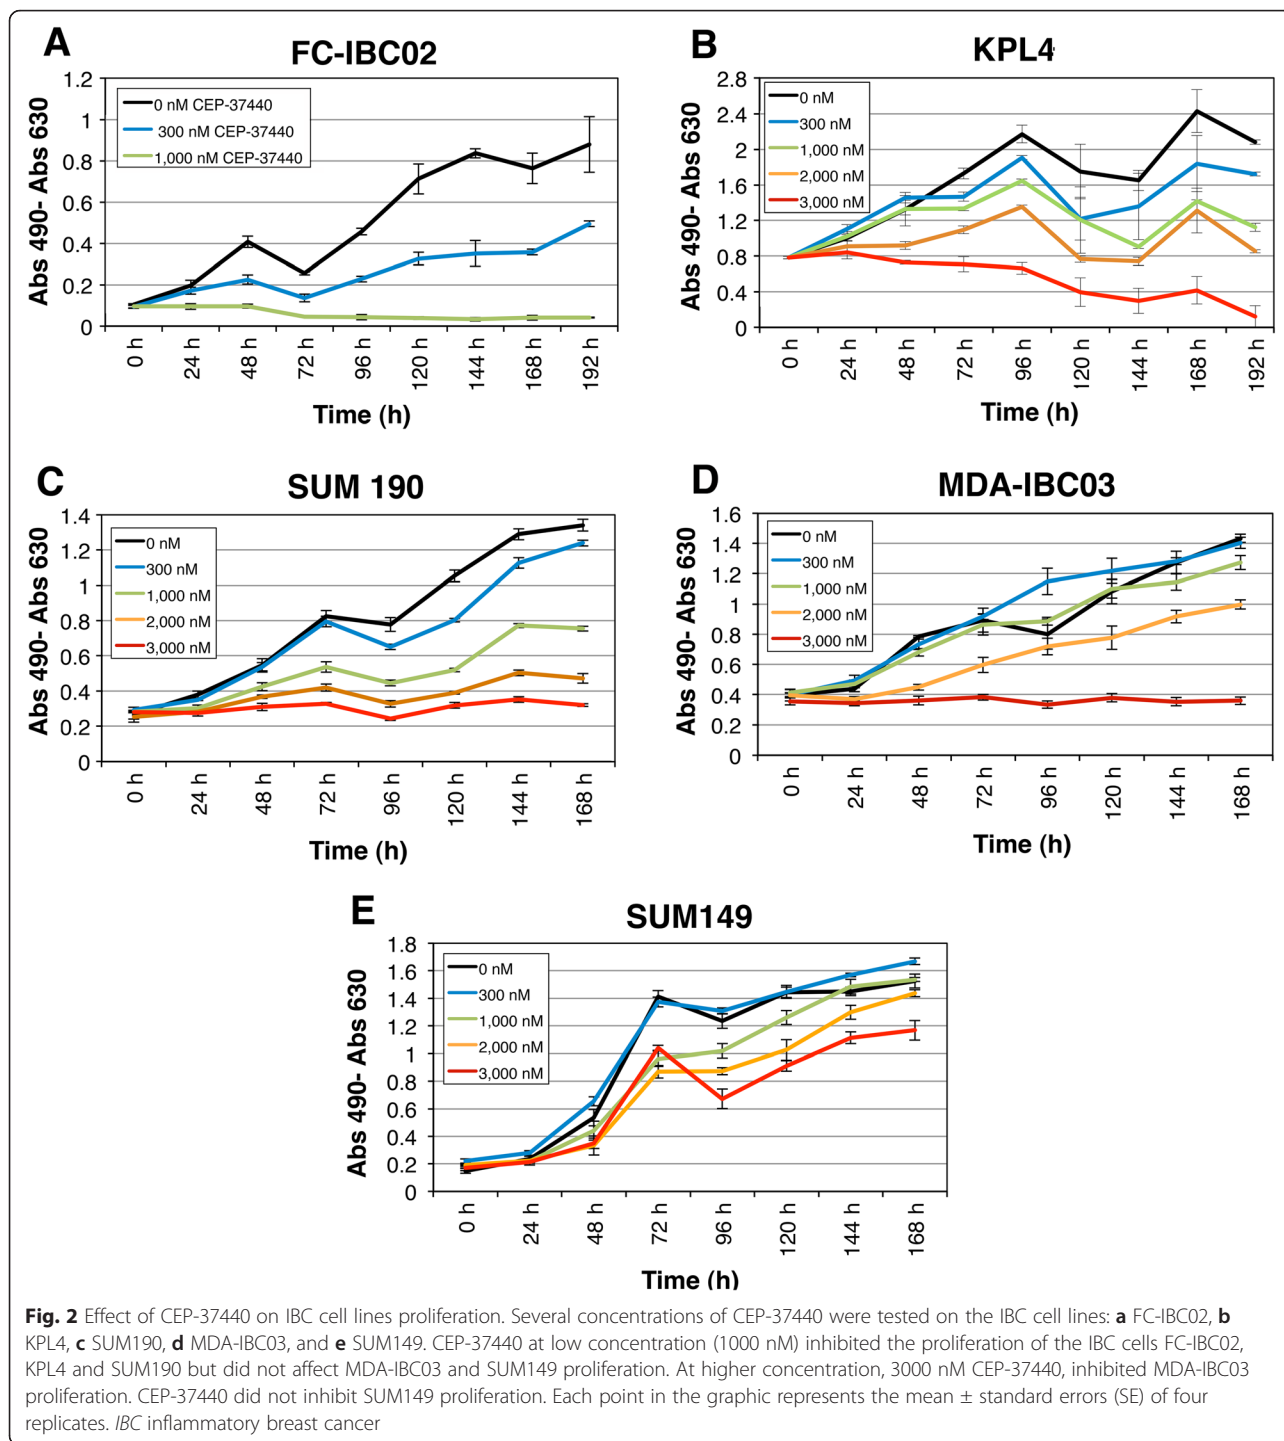 A
FC-IBC02
Abs 490- Abs 630
1.2
1
0.8
0.6
0.4
0.2
0
0 nM CEP-37440
300 nM CEP-37440
1,000 nM CEP-37440
0 h
24 h
48 h
72 h
96 h
120 h
144 h
168 h
192 h
Time (h)
B
KPL4
Abs 490- Abs 630
2.8
2.4
2
1.6
1.2
0.8
0.4
0
0 nM
300 nM
1,000 nM
2,000 nM
3,000 nM
0 h
24 h
48 h
72 h
96 h
120 h
144 h
168 h
192 h
Time (h)
C
SUM 190
Abs 490- Abs 630
1.4
1.2
1
0.8
0.6
0.4
0.2
0
0 nM
300 nM
1,000 nM
2,000 nM
3,000 nM
0 h
24 h
48 h
72 h
96 h
120 h
144 h
168 h
Time (h)
D
MDA-IBC03
Abs 490- Abs 630
1.6
1.4
1.2
1
0.8
0.6
0.4
0.2
0
0 nM
300 nM
1,000 nM
2,000 nM
3,000 nM
0 h
24 h
48 h
72 h
96 h
120 h
144 h
168 h
Time (h)
E
SUM149
Abs 490- Abs 630
1.8
1.6
1.4
1.2
1
0.8
0.6
0.4
0.2
0
0 nM
300 nM
1,000 nM
2,000 nM
3,000 nM
0 h
24 h
48 h
72 h
96 h
120 h
144 h
168 h
Time (h)
Fig. 2 Effect of CEP-37440 on IBC cell lines proliferation. Several concentrations of CEP-37440 were tested on the IBC cell lines: a FC-IBC02, b
KPL4, c SUM190, d MDA-IBC03, and e SUM149. CEP-37440 at low concentration (1000 nM) inhibited the proliferation of the IBC cells FC-IBC02,
KPL4 and SUM190 but did not affect MDA-IBC03 and SUM149 proliferation. At higher concentration, 3000 nM CEP-37440, inhibited MDA-IBC03
proliferation. CEP-37440 did not inhibit SUM149 proliferation. Each point in the graphic represents the mean ± standard errors (SE) of four
replicates. IBC inflammatory breast cancer